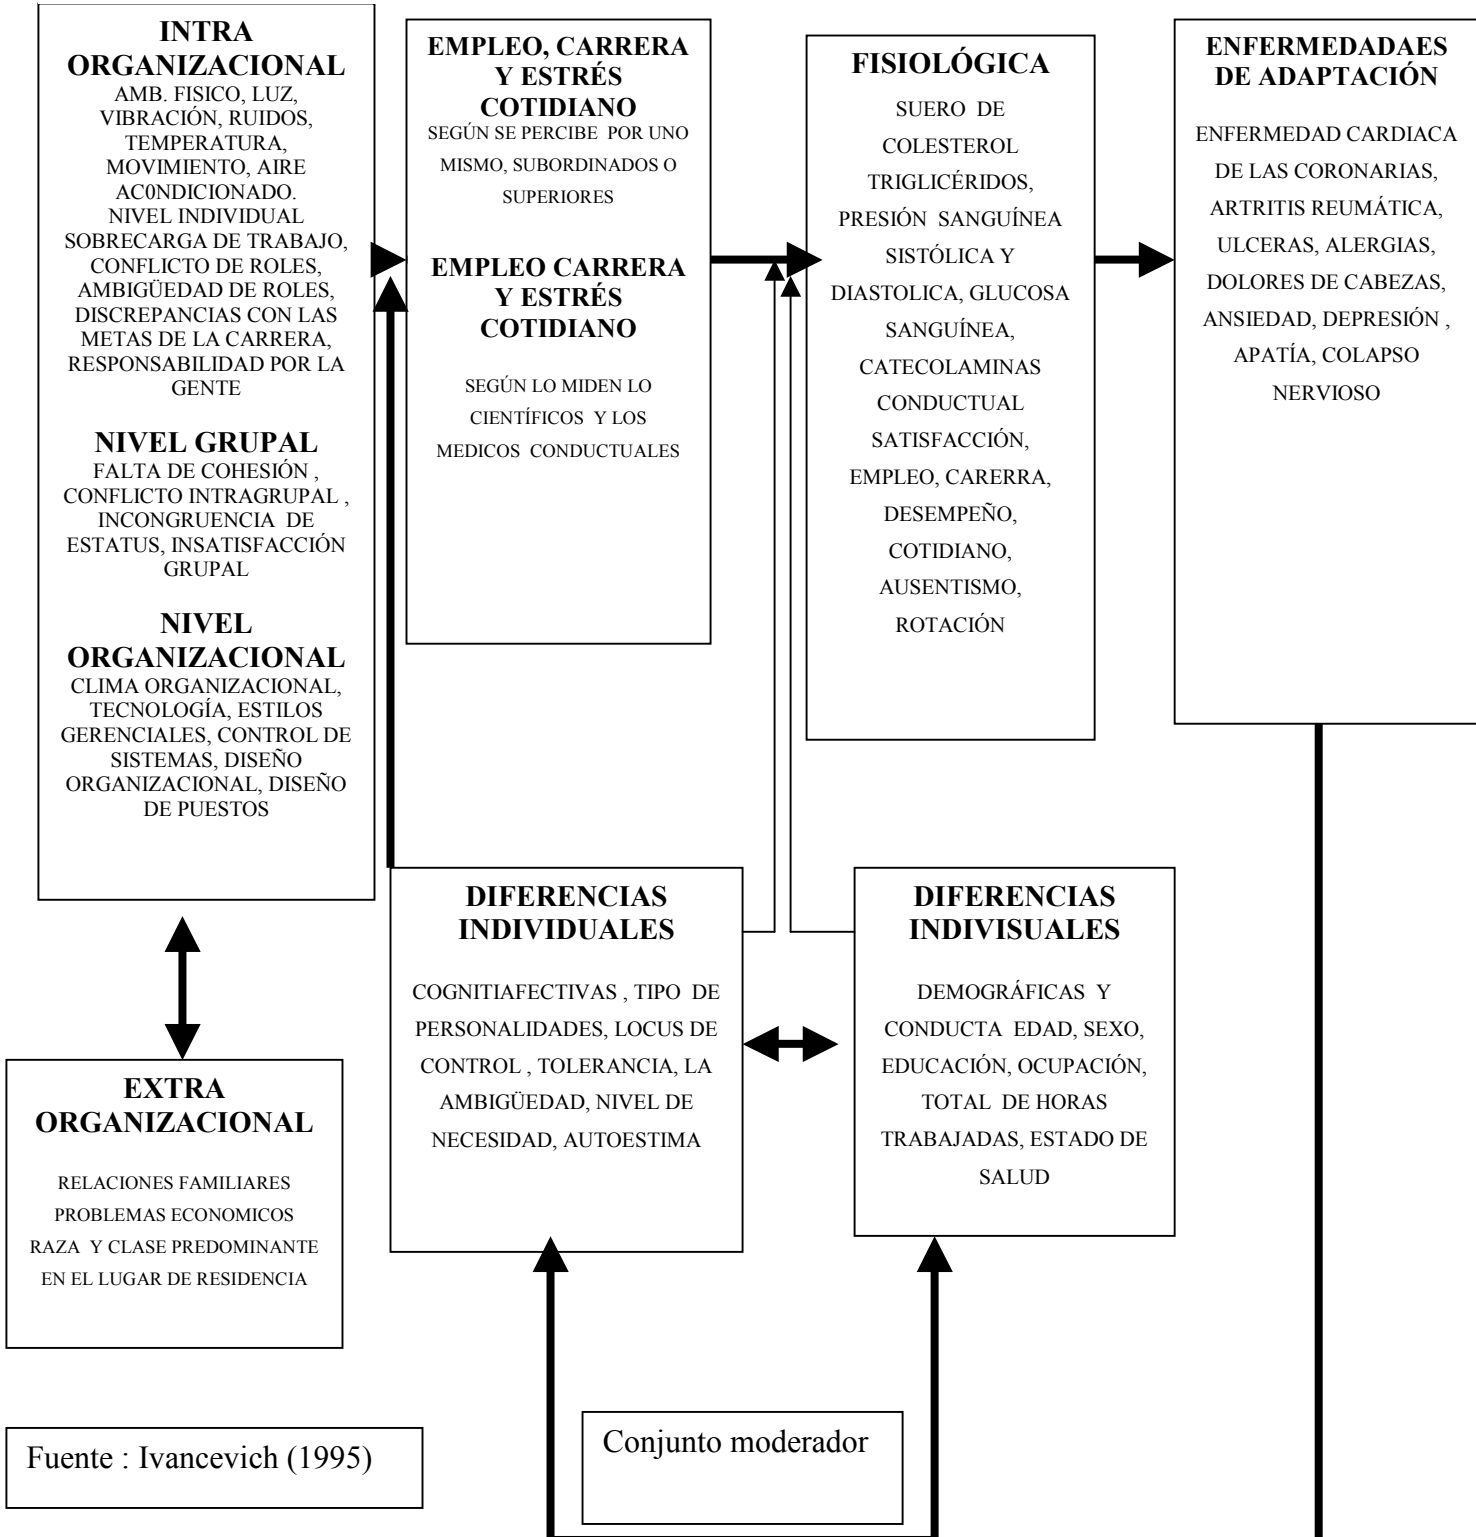 INTRA
ORGANIZACIONAL
AMB. FISICO, LUZ,
VIBRACIÓN, RUIDOS,
TEMPERATURA,
MOVIMIENTO, AIRE
AC0NDICIONADO.
NIVEL INDIVIDUAL
SOBRECARGA DE TRABAJO,
CONFLICTO DE ROLES,
AMBIGÜEDAD DE ROLES,
DISCREPANCIAS CON LAS
METAS DE LA CARRERA,
RESPONSABILIDAD POR LA
GENTE
NIVEL GRUPAL
FALTA DE COHESIÓN ,
CONFLICTO INTRAGRUPAL ,
INCONGRUENCIA DE
ESTATUS, INSATISFACCIÓN
GRUPAL
NIVEL
ORGANIZACIONAL
CLIMA ORGANIZACIONAL,
TECNOLOGÍA, ESTILOS
GERENCIALES, CONTROL DE
SISTEMAS, DISEÑO
ORGANIZACIONAL, DISEÑO
DE PUESTOS
EMPLEO, CARRERA
Y ESTRÉS
COTIDIANO
SEGÚN SE PERCIBE POR UNO
MISMO, SUBORDINADOS O
SUPERIORES
EMPLEO CARRERA
Y ESTRÉS
COTIDIANO
SEGÚN LO MIDEN LO
CIENTÍFICOS Y LOS
MEDICOS CONDUCTUALES
FISIOLÓGICA
SUERO DE
COLESTEROL
TRIGLICÉRIDOS,
PRESIÓN SANGUÍNEA
SISTÓLICA Y
DIASTOLICA, GLUCOSA
SANGUÍNEA,
CATECOLAMINAS
CONDUCTUAL
SATISFACCIÓN,
EMPLEO, CARERRA,
DESEMPEÑO,
COTIDIANO,
AUSENTISMO,
ROTACIÓN
ENFERMEDADAES
DE ADAPTACIÓN
ENFERMEDAD CARDIACA
DE LAS CORONARIAS,
ARTRITIS REUMÁTICA,
ULCERAS, ALERGIAS,
DOLORES DE CABEZAS,
ANSIEDAD, DEPRESIÓN ,
APATÍA, COLAPSO
NERVIOSO
DIFERENCIAS
INDIVIDUALES
COGNITIAFECTIVAS , TIPO DE
PERSONALIDADES, LOCUS DE
CONTROL , TOLERANCIA, LA
AMBIGÜEDAD, NIVEL DE
NECESIDAD, AUTOESTIMA
DIFERENCIAS
INDIVISUALES
DEMOGRÁFICAS Y
CONDUCTA EDAD, SEXO,
EDUCACIÓN, OCUPACIÓN,
TOTAL DE HORAS
TRABAJADAS, ESTADO DE
SALUD
EXTRA
ORGANIZACIONAL
RELACIONES FAMILIARES
PROBLEMAS ECONOMICOS
RAZA Y CLASE PREDOMINANTE
EN EL LUGAR DE RESIDENCIA
Fuente : Ivancevich (1995)
Conjunto moderador